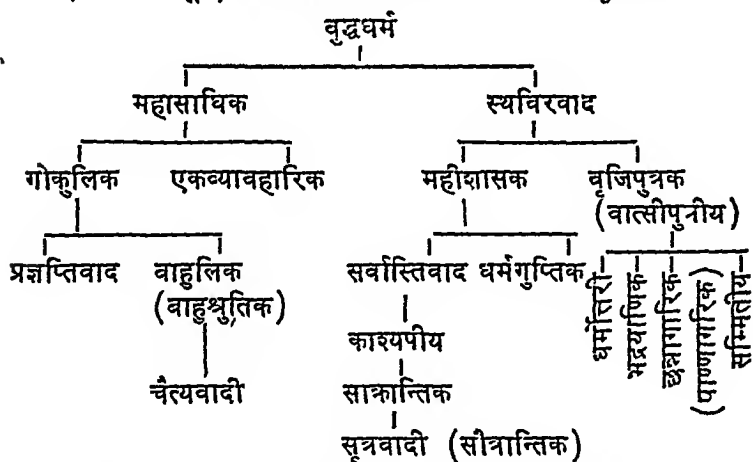 वुद्धधर्म
महासाघिक स्थविरवाद
गोकुलिक एकव्यावहारिक महीशासक वृजिपुत्रक
(वात्सीपुत्रीय)
प्रज्ञप्तिवाद वाहुलिक सर्वास्तिवाद धर्मगुप्तिक
(वाहुश्रुतिक)
काश्यपीय
चैत्यवादी साक्रान्तिक
सूत्रवादी (सौत्रान्तिक)
धर्मोत्तरी
भद्रयाणिक
छन्नागारिक
(पाण्णागरिक)
सम्मितीय